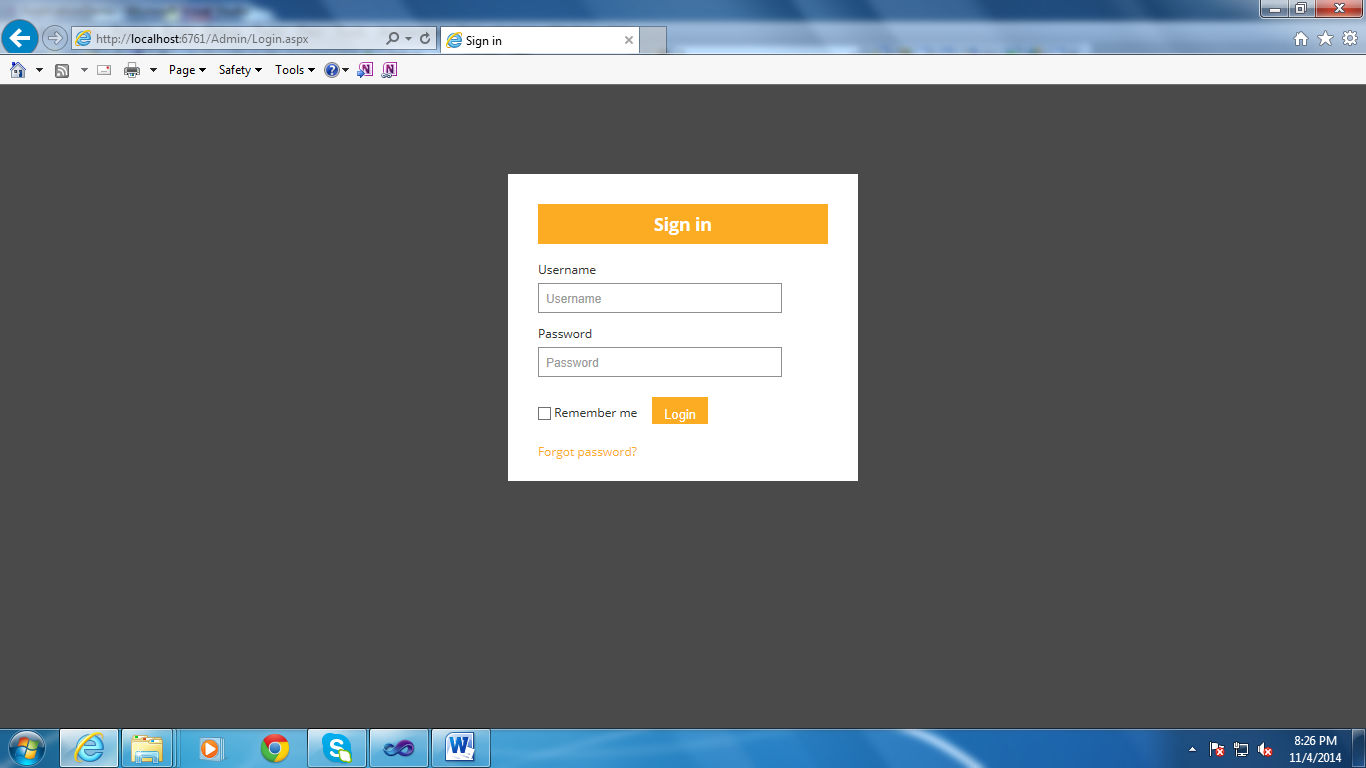 http://localhost:6761/Admin/Login.aspx
Sign in
Page
Safety
Tools
Sign in
Username
Username
Password
Password
Remember me
Login
Forgot password?
8:26 PM
11/4/2014